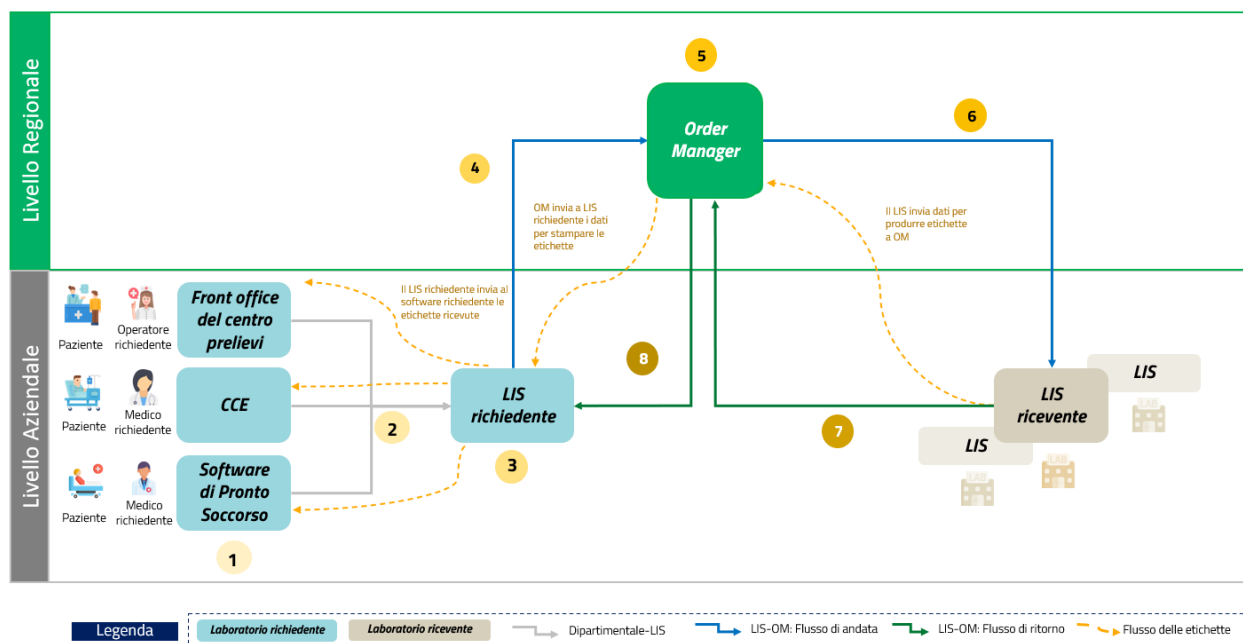 Livello Regionale
5
Order
Manager
6
4
OM invia a LIS
richiedente i dati
per stampare le
etichette
Il LIS invia dati per
produrre etichette
a OM
Livello Aziendale
Paziente
Operatore
richiedente
Front office
del centro
prelievi
Il LIS richiedente invia al
software richiedente le
etichette ricevute
8
Paziente
Medico
richiedente
CCE
2
LIS
richiedente
3
7
LIS
ricevente
LIS
LAB
LIS
LAB
LAB
Paziente
Medico
richiedente
Software
di Pronto
Soccorso
1
Legenda
Laboratorio richiedente
Laboratorio ricevente
Dipartimentale-LIS
LIS-OM: Flusso di andata
LIS-OM: Flusso di ritorno
Flusso delle etichette